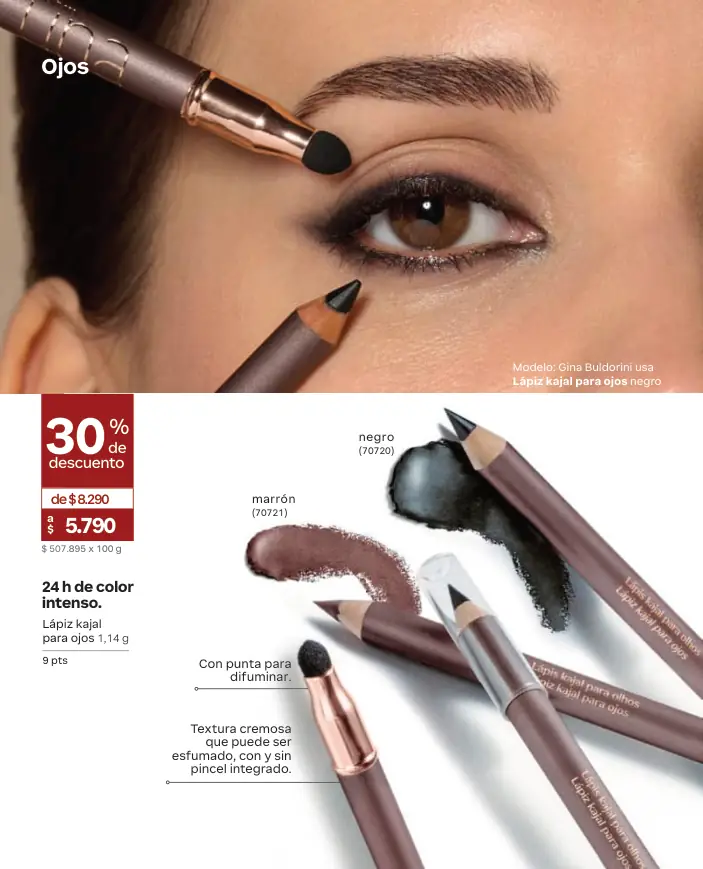 Ojos
Modelo: Gina Buldorini usa
Lápiz kajal para ojos negro
30%
de
descuento
de $ 8.290
a
$ 5.790
$ 507.895 x 100 g
24 h de color
intenso.
Lápiz kajal
para ojos 1,14 g
9 pts
negro
(70720)
marrón
(70721)
Con punta para
difuminar.
Textura cremosa
que puede ser
esfumado, con y sin
pincel integrado.
Lápis kajal para olhos
Lápiz kajal para ojos
Lápis kajal para olhos
Lápiz kajal para ojos
Lápis kajal para olhos
Lápiz kajal para ojos